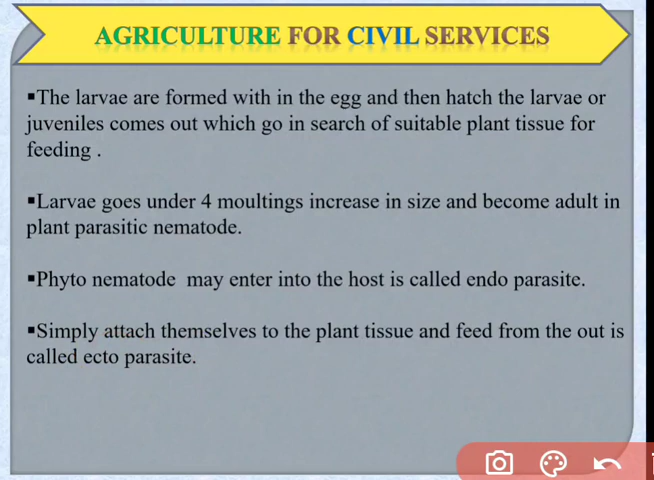 AGRICULTURE FOR CIVIL SERVICES
▪The larvae are formed with in the egg and then hatch the larvae or
juveniles comes out which go in search of suitable plant tissue for
feeding .
▪Larvae goes under 4 moultings increase in size and become adult in
plant parasitic nematode.
▪Phyto nematode may enter into the host is called endo parasite.
▪Simply attach themselves to the plant tissue and feed from the out is
called ecto parasite.